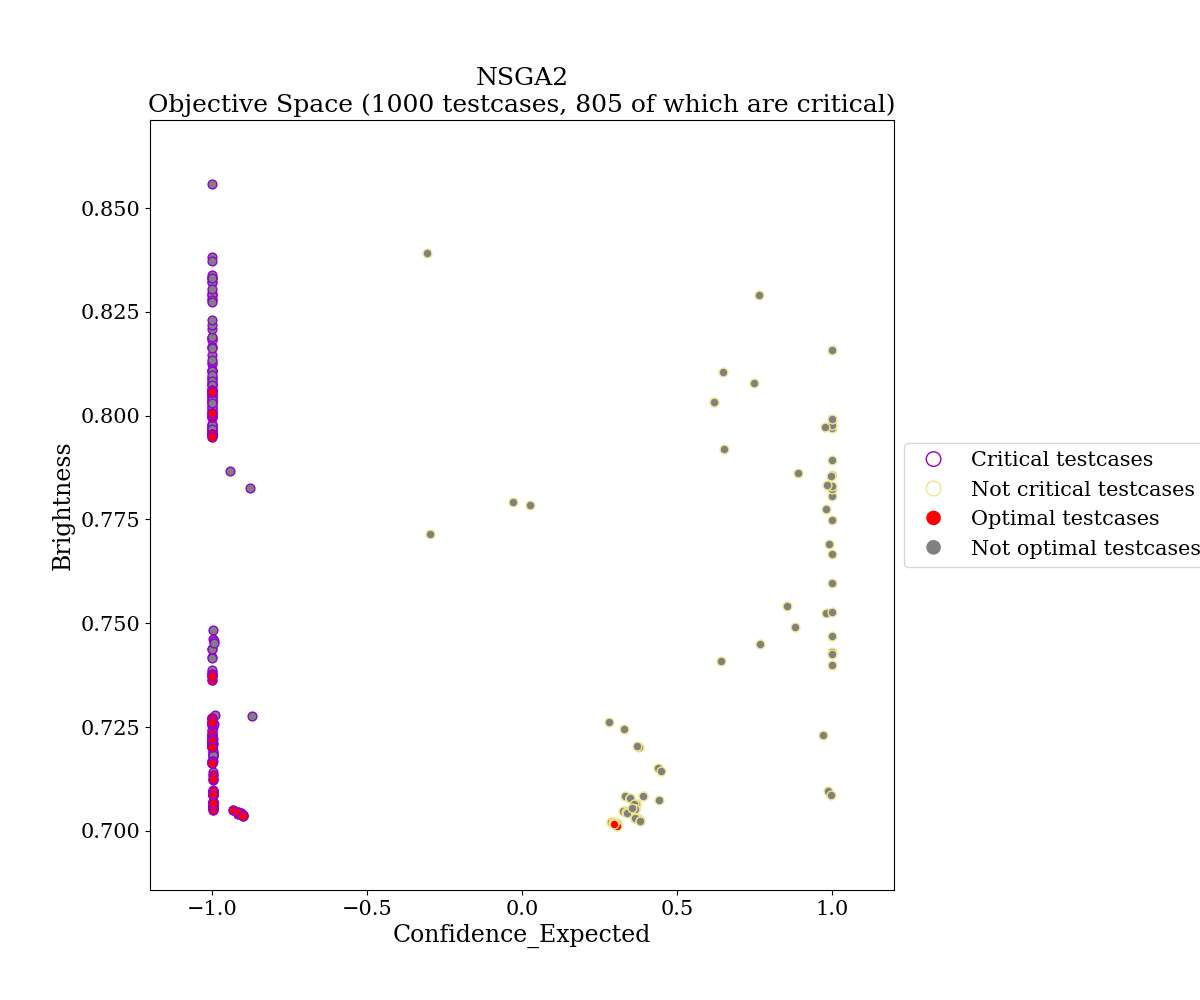 NSGA2
Objective Space (1000 testcases, 805 of which are critical)
0.850
0.825
0.800
0.775
0.750
0.725
0.700
Brightness
−1.0
−0.5
0.0
0.5
1.0
Confidence_Expected
Critical testcases
Not critical testcases
Optimal testcases
Not optimal testcases